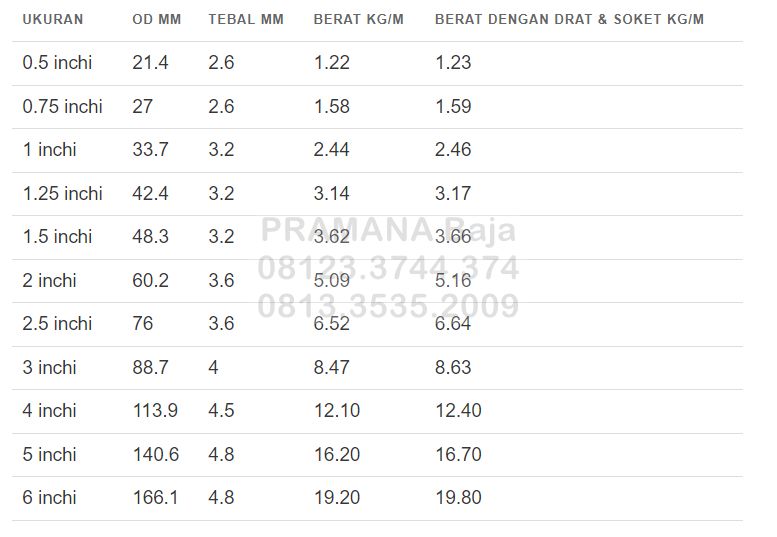 UKURAN OD MM TEBAL MM BERAT KG/M BERAT DENGAN DRAT & SOKET KG/M
0.5 inchi 21.4 2.6 1.22 1.23
0.75 inchi 27 2.6 1.58 1.59
1 inchi 33.7 3.2 2.44 2.46
1.25 inchi 42.4 3.2 3.14 3.17
PRAMANA Baja
1.5 inchi 48.3 3.2 3.62 3.66
08123.3744.374
2 inchi 60.2 3.6 5.09 5.16
0813.3535.2009
2.5 inchi 76 3.6 6.52 6.64
3 inchi 88.7 4 8.47 8.63
4 inchi 113.9 4.5 12.10 12.40
5 inchi 140.6 4.8 16.20 16.70
6 inchi 166.1 4.8 19.20 19.80